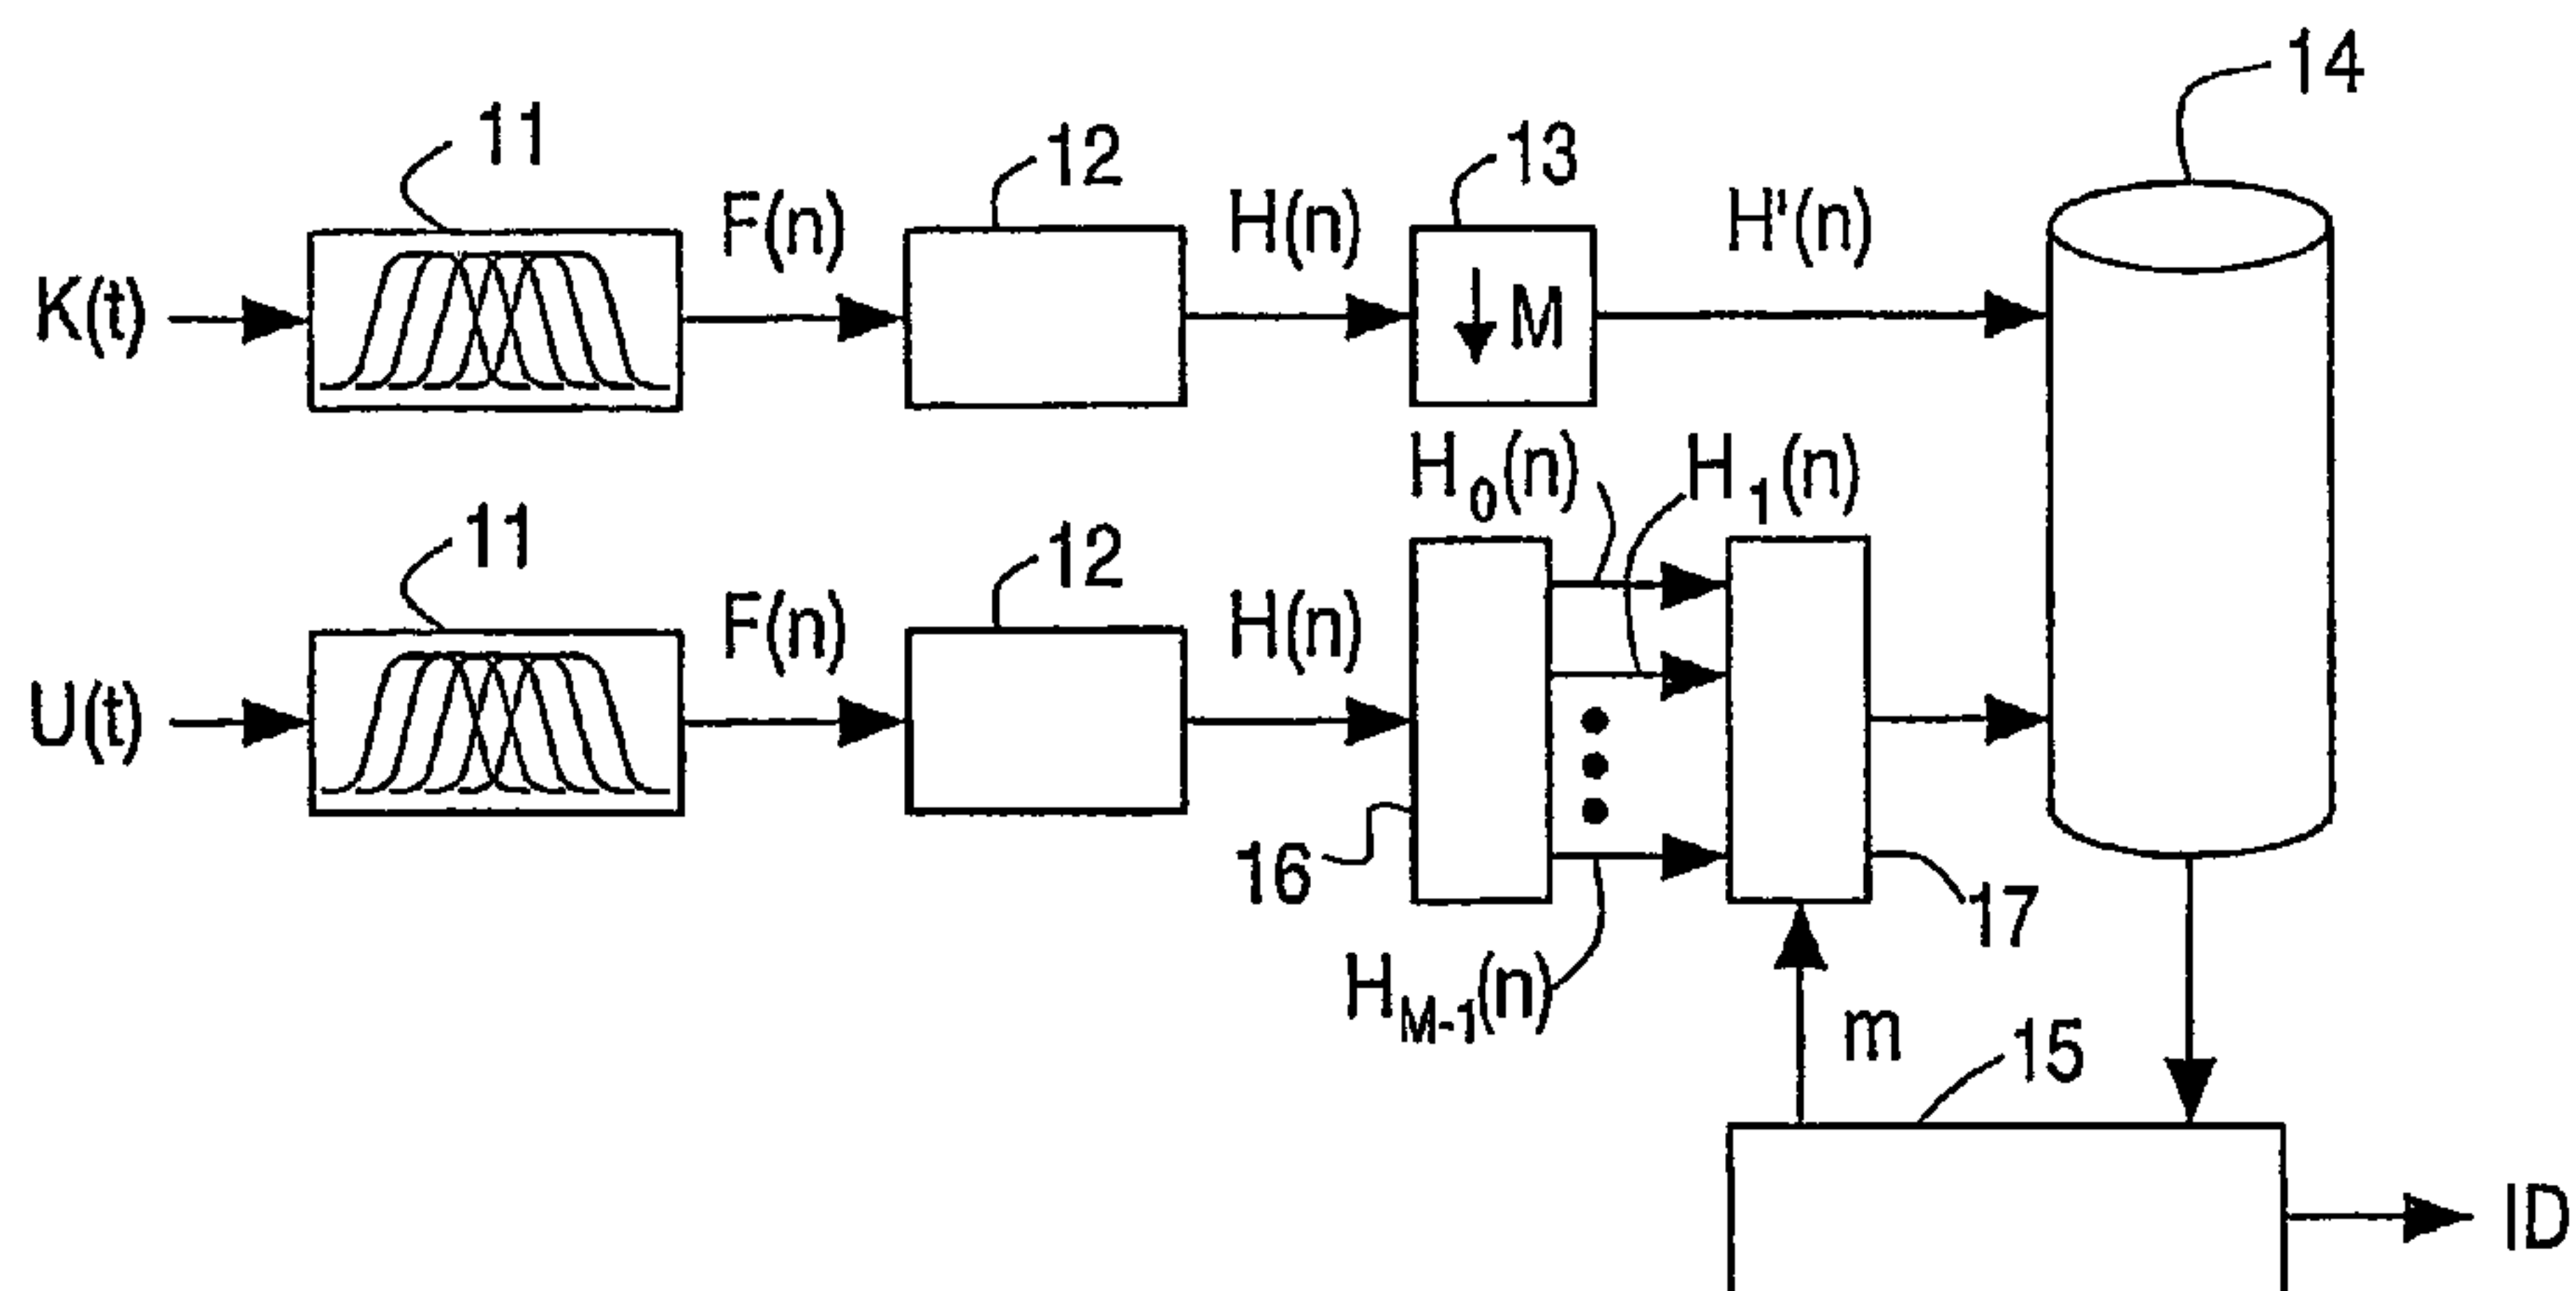 14
11
12
13
F(n)
H(n)
H'(n)
K(t)
↓ M
H0(n)
H1(n)
11
12
F(n)
H(n)
U(t)
16
17
HM-1(n)
m
15
ID